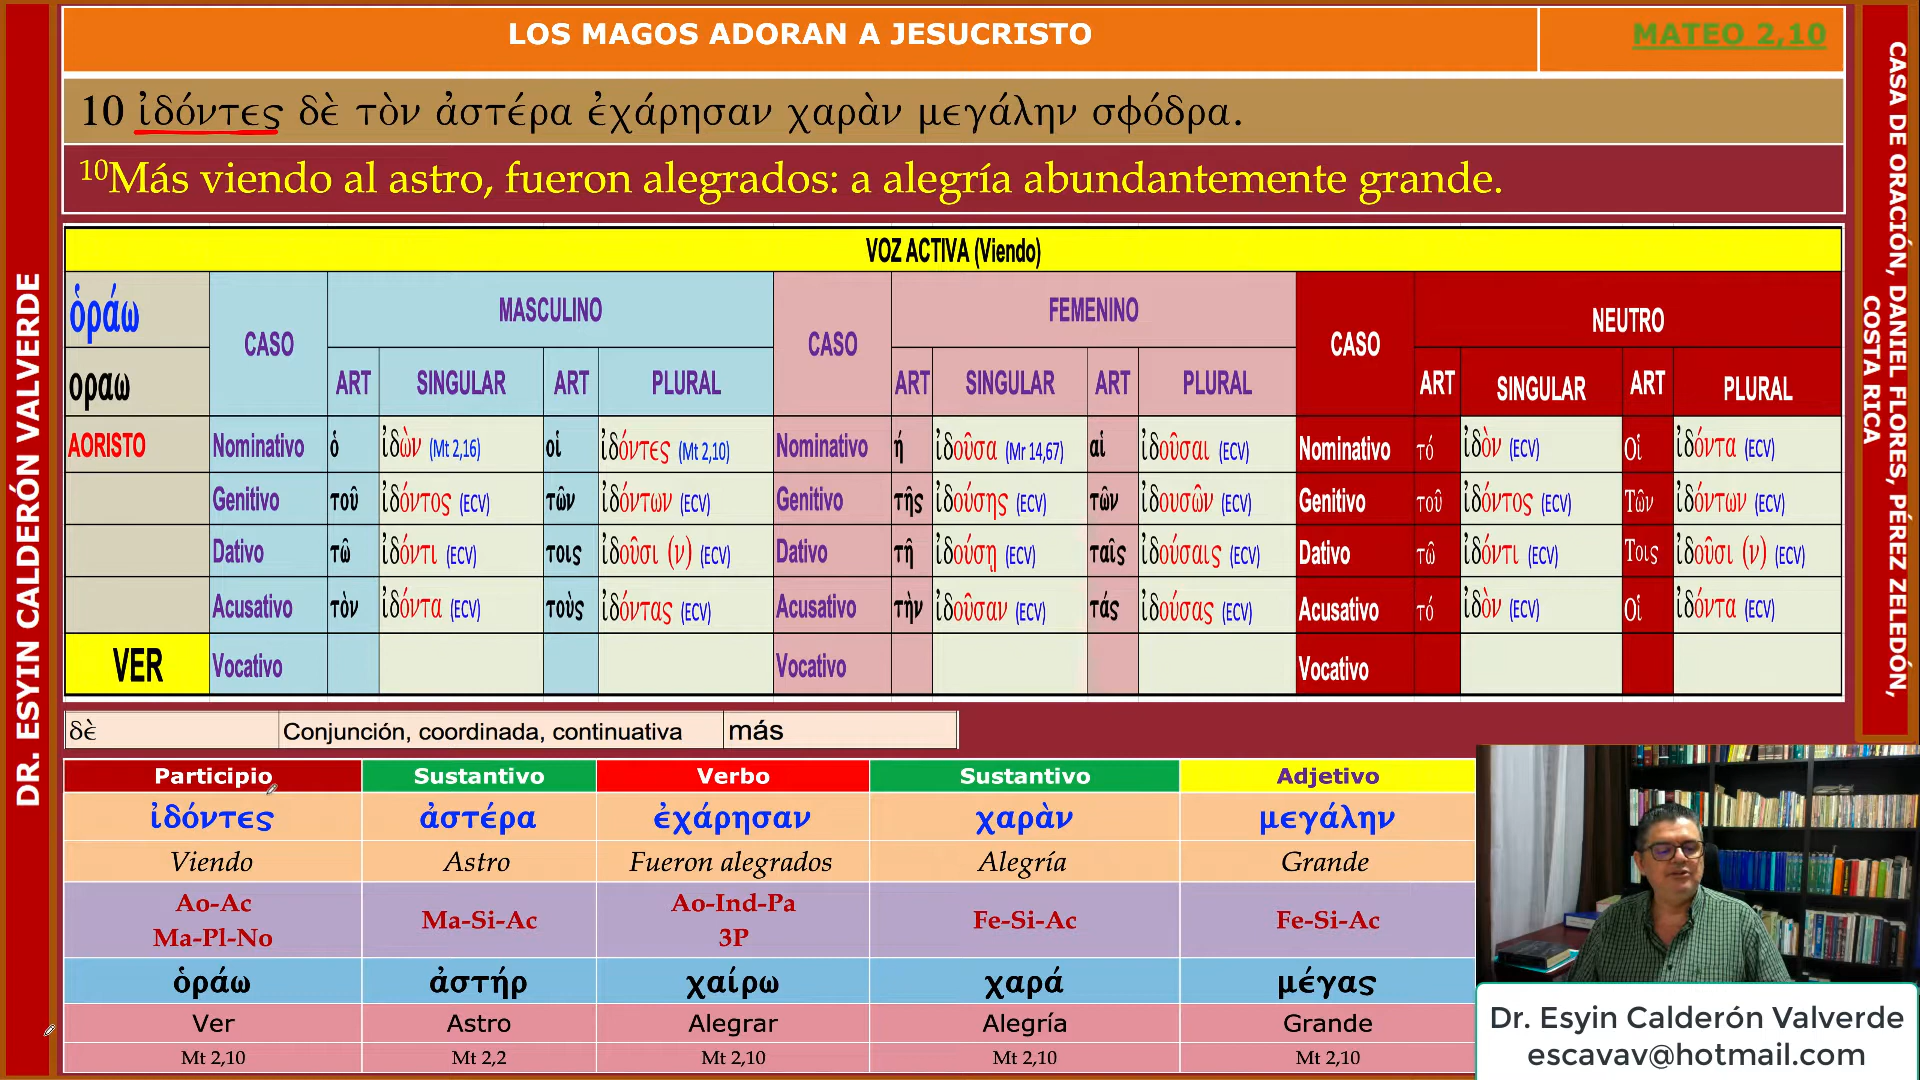 LOS MAGOS ADORAN A JESUCRISTO
MATEO 2,10
10 ἰδόντες δὲ τὸν ἀστέρα ἐχάρησαν χαρὰν μεγάλην σφόδρα.
10Más viendo al astro, fueron alegrados: a alegría abundantemente grande.
VOZ ACTIVA (Viendo)
ὁράω CASO MASCULINO CASO FEMENINO CASO NEUTRO
οραω ART SINGULAR ART PLURAL ART SINGULAR ART PLURAL ART SINGULAR ART PLURAL
AORISTO Nominativo ὁ ἰδὼν (Mt 2,16) οἱ ἰδόντες (Mt 2,10) Nominativo ἡ ἰδοῦσα (Mr 14,67) αἱ ἰδοῦσαι (ECV) Nominativo τό ἰδὸν (ECV) Οἱ ἰδόντα (ECV)
Genitivo τοῦ ἰδόντος (ECV) τῶν ἰδόντων (ECV) Genitivo τῆς ἰδούσης (ECV) τῶν ἰδουσῶν (ECV) Genitivo τοῦ ἰδόντος (ECV) Τῶν ἰδόντων (ECV)
Dativo τῶ ἰδόντι (ECV) τοις ἰδοῦσι (ν) (ECV) Dativo τῆ ἰδούσῃ (ECV) ταῖς ἰδούσαις (ECV) Dativo τῶ ἰδόντι (ECV) Τοις ἰδοῦσι (ν) (ECV)
Acusativo τὸν ἰδόντα (ECV) τοὺς ἰδόντας (ECV) Acusativo τὴν ἰδοῦσαν (ECV) τάς ἰδούσας (ECV) Acusativo τό ἰδὸν (ECV) Οἱ ἰδόντα (ECV)
VER Vocativo Vocativo Vocativo
δὲ Conjunción, coordinada, continuativa más
Participio Sustantivo Verbo Sustantivo Adjetivo
ἰδόντες ἀστέρα ἐχάρησαν χαρὰν μεγάλην
Viendo Astro Fueron alegrados Alegría Grande
Ao-Ac Ma-Pl-No Ma-Si-Ac Ao-Ind-Pa 3P Fe-Si-Ac Fe-Si-Ac
ὁράω ἀστήρ χαίρω χαρά μέγας
Ver Astro Alegrar Alegría Grande
Mt 2,10 Mt 2,2 Mt 2,10 Mt 2,10 Mt 2,10
DR. ESYIN CALDERÓN VALVERDE
CASA DE ORACIÓN, DANIEL FLORES, PÉREZ ZELEDÓN,
COSTA RICA
Dr. Esyin Calderón Valverde
escavav@hotmail.com